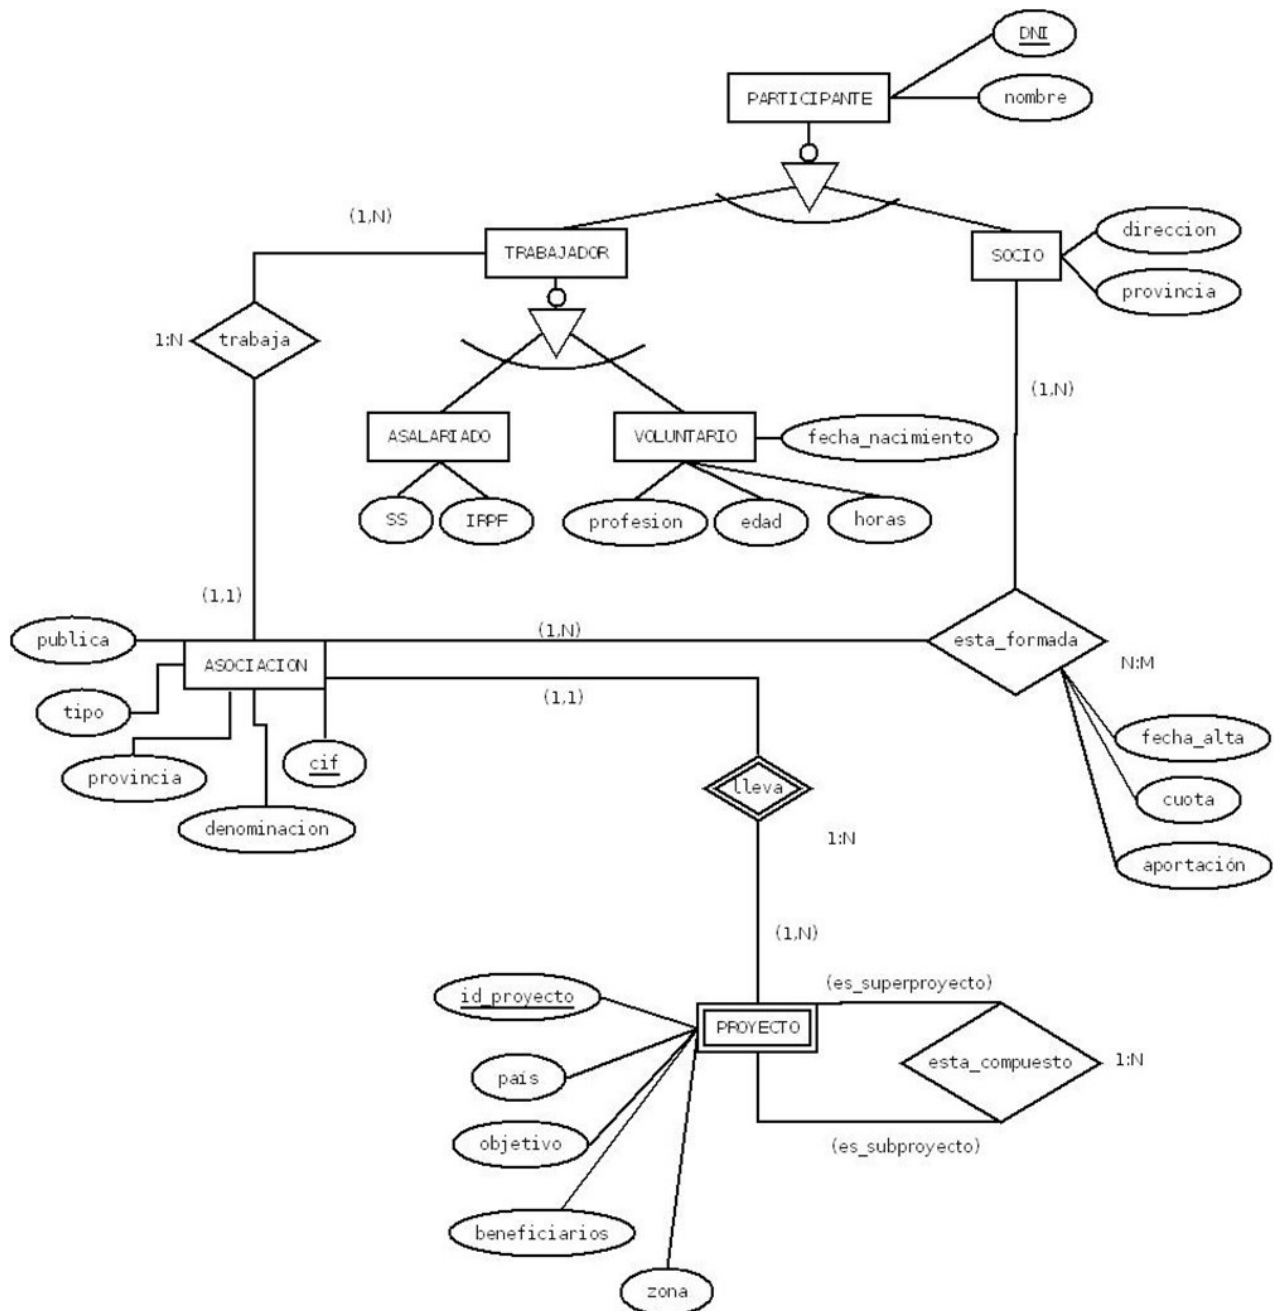 DNI
PARTICIPANTE
nombre
(1,N)
TRABAJADOR
SOCIO
direccion
provincia
1:N
trabaja
(1,N)
ASALARIADO
VOLUNTARIO
fecha_nacimiento
SS
IRPF
profesion
edad
horas
(1,1)
publica
ASOCIACION
(1,N)
esta_formada
N:M
tipo
(1,1)
provincia
cif
denominacion
fecha_alta
cuota
aportación
lleva
1:N
(1,N)
id_proyecto
(es_superproyecto)
PROYECTO
esta_compuesto
1:N
país
objetivo
(es_subproyecto)
beneficiarios
zona